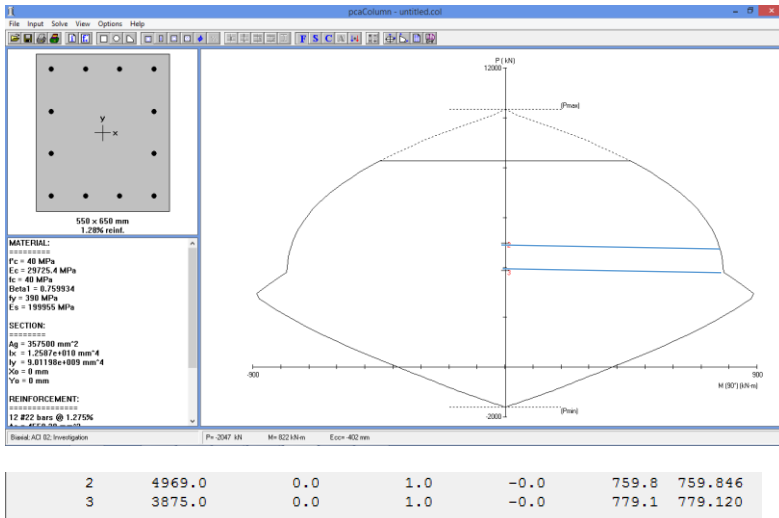 pcaColumn - untitled.col
File Input Solve View Options Help
y
x
550 x 650 mm
1.28% reinf.
MATERIAL:
=========
f'c = 40 MPa
Ec = 29725.4 MPa
fc = 40 MPa
Beta1 = 0.759934
fy = 390 MPa
Es = 199955 MPa
SECTION:
========
Ag = 357500 mm^2
Ix = 1.2587e+010 mm^4
Iy = 9.01198e+009 mm^4
Xo = 0 mm
Yo = 0 mm
REINFORCEMENT:
===============
12 #22 bars @ 1.275%
P ( kN)
12000
(Pmax)
2
3
-900
900
M (90°) (kN-m)
-2000
(Pmin)
Biaxial; ACI 02; Investigation
P= -2047 kN
M= 822 kN-m
Ecc= -402 mm
2 4969.0 0.0 1.0 -0.0 759.8 759.846
3 3875.0 0.0 1.0 -0.0 779.1 779.120